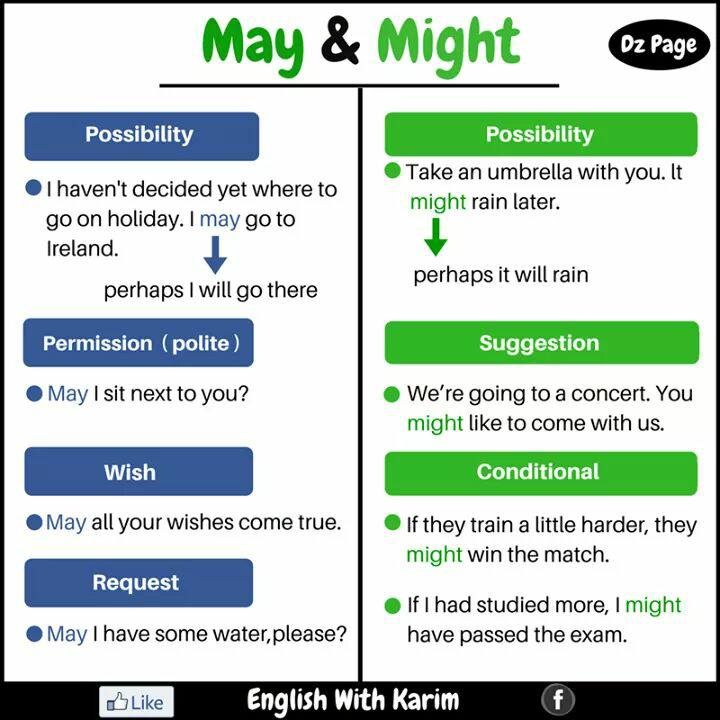 May & Might
Dz Page
Possibility
I haven't decided yet where to
go on holiday. I may go to
Ireland.
perhaps I will go there
Permission ( polite )
May I sit next to you?
Wish
May all your wishes come true.
Request
May I have some water,please?
Possibility
Take an umbrella with you. It
might rain later.
perhaps it will rain
Suggestion
We’re going to a concert. You
might like to come with us.
Conditional
If they train a little harder, they
might win the match.
If I had studied more, I might
have passed the exam.
Like
English With Karim
f